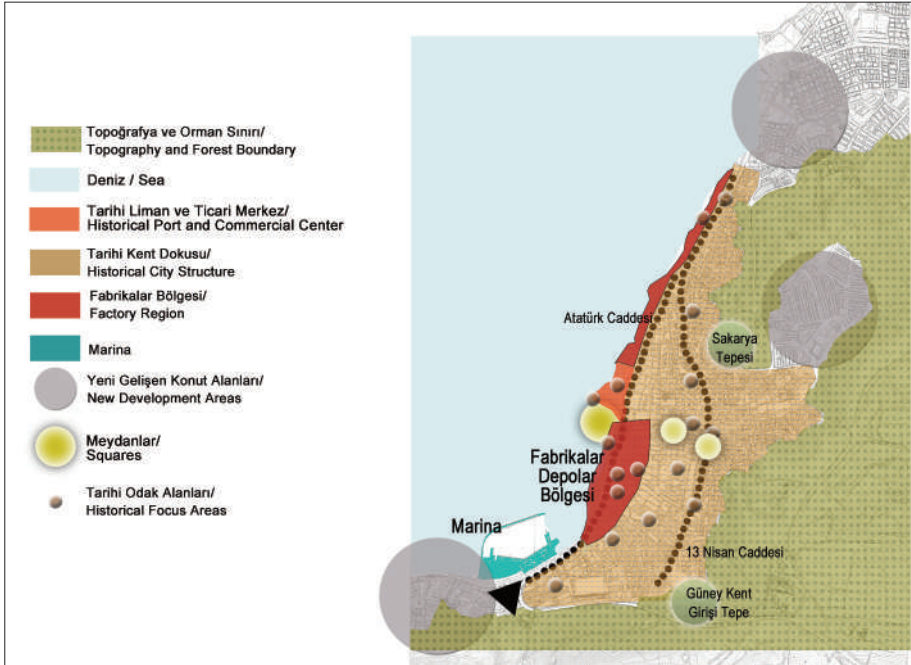 Topoğrafya ve Orman Sınırı/
Topography and Forest Boundary
Deniz / Sea
Tarihi Liman ve Ticari Merkez/
Historical Port and Commercial Center
Tarihi Kent Dokusu/
Historical City Structure
Fabrikalar Bölgesi/
Factory Region
Marina
Yeni Gelişen Konut Alanları/
New Development Areas
Meydanlar/
Squares
Tarihi Odak Alanları/
Historical Focus Areas
Atatürk Caddesi
Sakarya
Tepesi
Fabrikalar
Depolar
Bölgesi
Marina
13 Nisan Caddesi
Güney Kent
Girişi Tepe